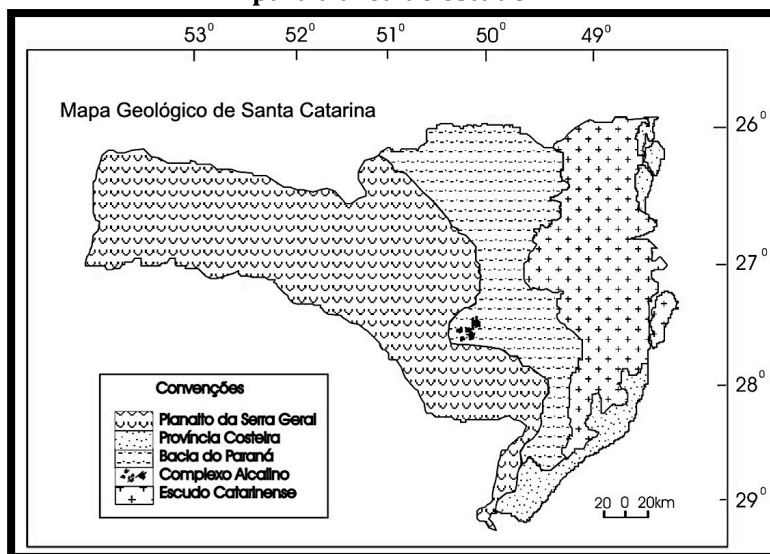 53° 52° 51° 50° 49°
Mapa Geológico de Santa Catarina
26°
27°
28°
29°
Convenções
Planalto da Serra Geral
Província Costeira
Bacia do Paraná
Complexo Alcalino
Escudo Catarinense
20 0 20km